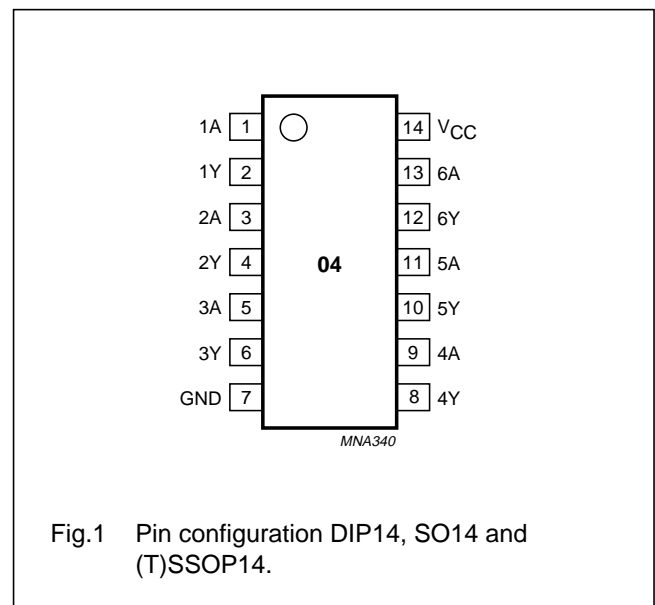 1A 1 14 VCC
1Y 2 13 6A
2A 3 12 6Y
2Y 4 04 11 5A
3A 5 10 5Y
3Y 6 9 4A
GND 7 8 4Y
MNA340
Fig.1 Pin configuration DIP14, SO14 and
(T)SSOP14.